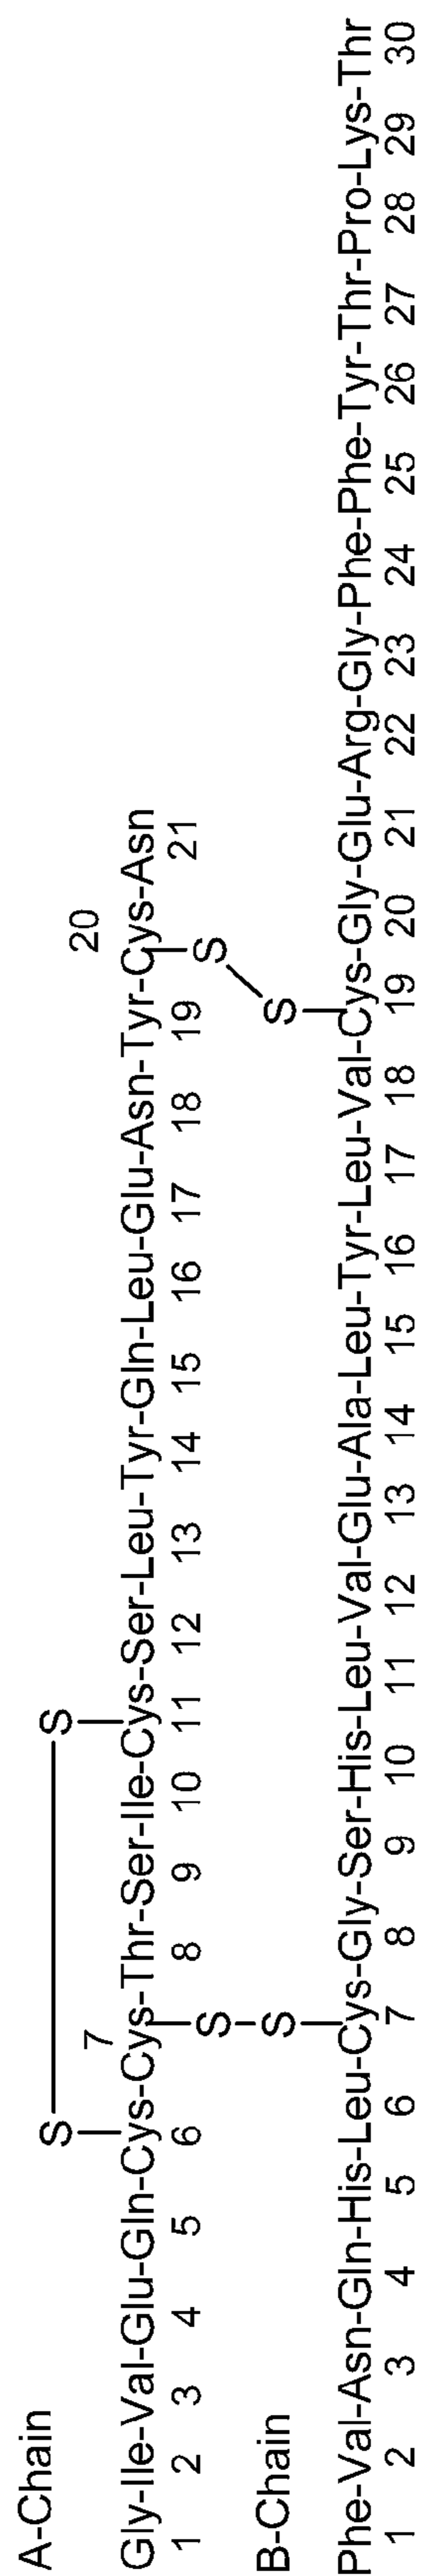 A-Chain
S S
7 20
Gly-Ile-Val-Glu-Gln-Cys-Cys-Thr-Ser-Ile-Cys-Ser-Leu-Tyr-Gln-Leu-Glu-Asn-Tyr-Cys-Asn
1 2 3 4 5 6 8 9 10 11 12 13 14 15 16 17 18 19 21
S S
B-Chain
S S
Phe-Val-Asn-Gln-His-Leu-Cys-Gly-Ser-His-Leu-Val-Glu-Ala-Leu-Tyr-Leu-Val-Cys-Gly-Glu-Arg-Gly-Phe-Phe-Tyr-Thr-Pro-Lys-Thr
1 2 3 4 5 6 7 8 9 10 11 12 13 14 15 16 17 18 19 20 21 22 23 24 25 26 27 28 29 30